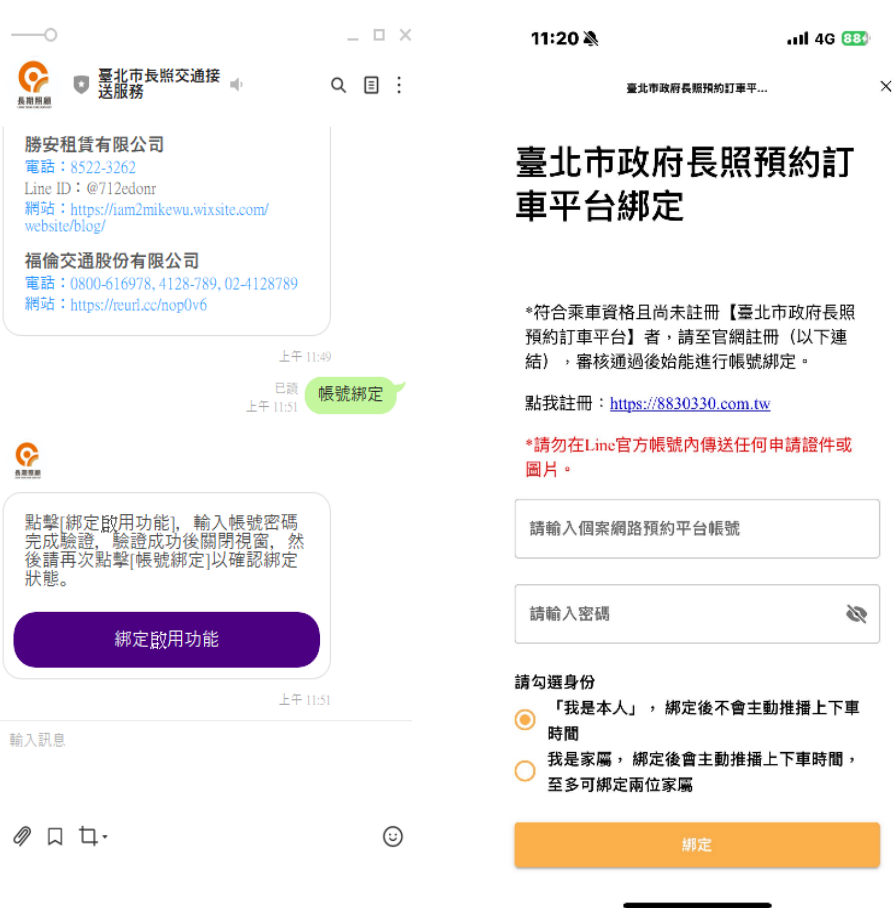 長期照顧
臺北市長照交通接
送服務
勝安租賃有限公司
電話：8522-3262
Line ID：@712edonr
網站：https://iam2mikewu.wixsite.com/
website/blog/
福倫交通股份有限公司
電話：0800-616978, 4128-789, 02-4128789
網站：https://reurl.cc/nop0v6
上午 11:49
已讀
上午 11:51
帳號綁定
長期照顧
點擊[綁定啟用功能]，輸入帳號密碼
完成驗證，驗證成功後關閉視窗，然
後請再次點擊[帳號綁定]以確認綁定
狀態。
綁定啟用功能
上午 11:51
輸入訊息
11:20
4G 88
臺北市政府長照預約訂車平...
臺北市政府長照預約訂
車平台綁定
*符合乘車資格且尚未註冊【臺北市政府長照
預約訂車平台】者，請至官網註冊（以下連
結），審核通過後始能進行帳號綁定。
點我註冊：https://8830330.com.tw
*請勿在Line官方帳號內傳送任何申請證件或
圖片。
請輸入個案網路預約平台帳號
請輸入密碼
請勾選身份
「我是本人」，綁定後不會主動推播上下車
時間
我是家屬，綁定後會主動推播上下車時間，
至多可綁定兩位家屬
綁定